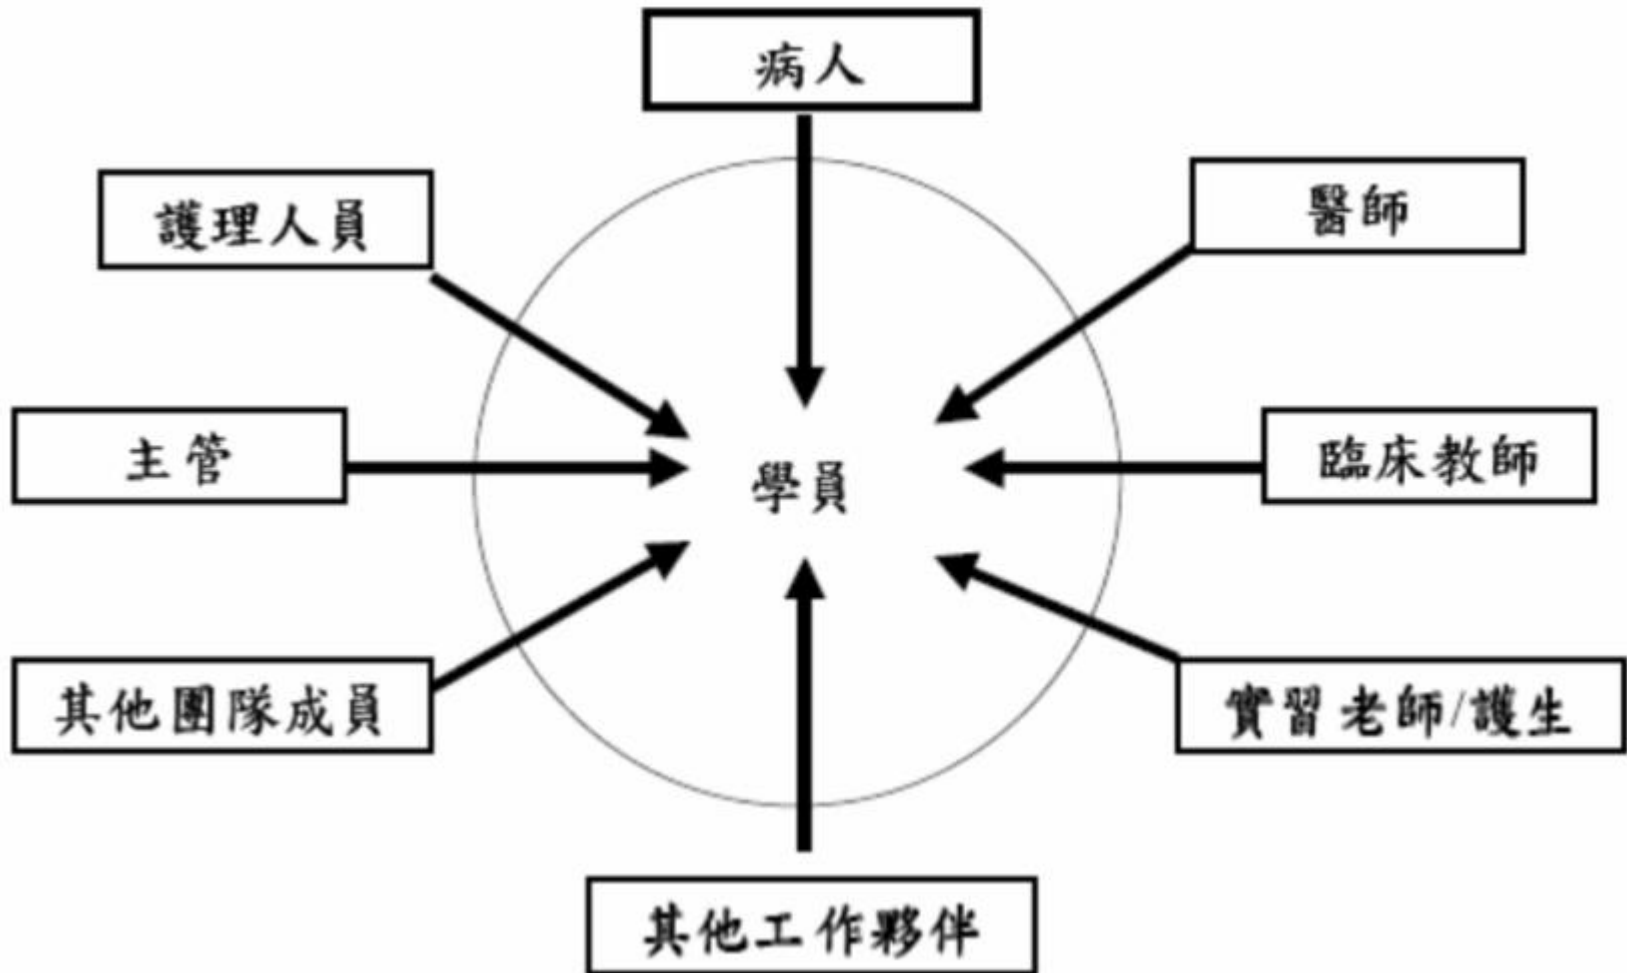 病人
護理人員
醫師
主管
學員
臨床教師
其他團隊成員
實習老師/護生
其他工作夥伴